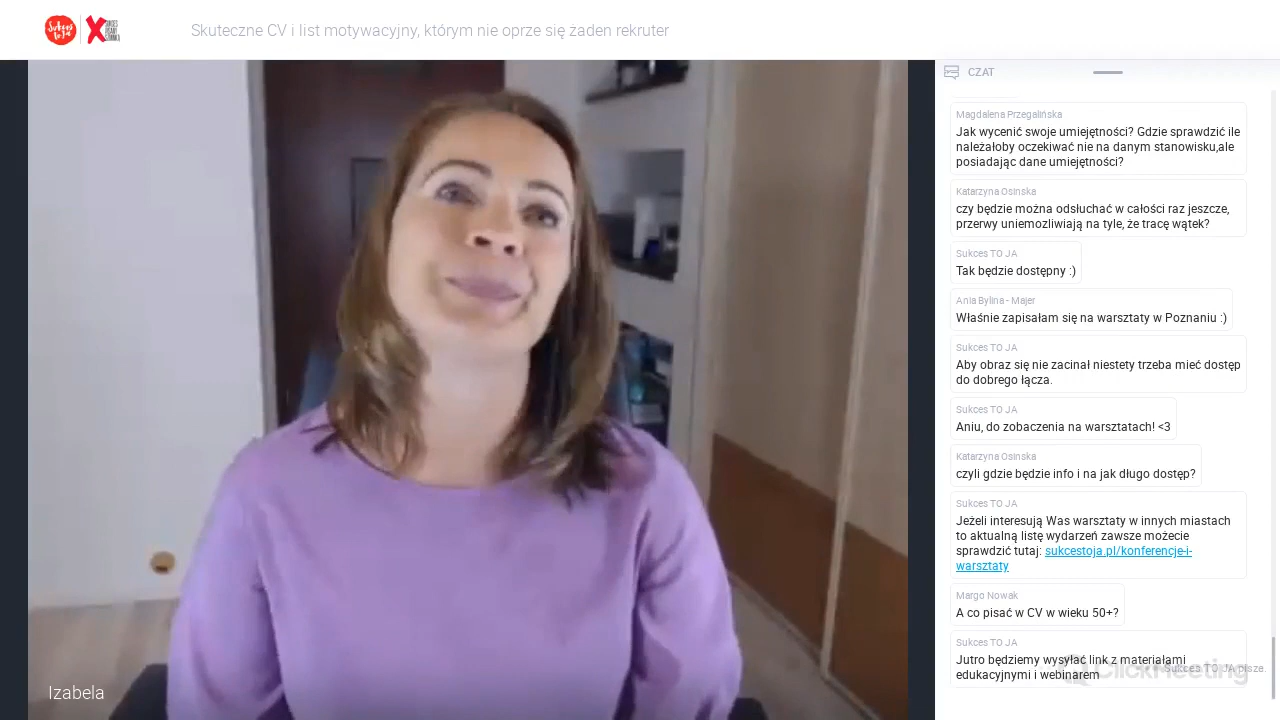 Sukces to Ja
Skuteczne CV i list motywacyjny, którym nie oprze się żaden rekruter
CZAT
Magdalena Przegalińska
Jak wycenić swoje umiejętności? Gdzie sprawdzić ile
należałoby oczekiwać nie na danym stanowisku,ale
posiadając dane umiejętności?
Katarzyna Osinska
czy będzie można odsłuchać w całości raz jeszcze,
przerwy uniemozliwiają na tyle, że tracę wątek?
Sukces TO JA
Tak będzie dostępny :)
Ania Bylina - Majer
Właśnie zapisałam się na warsztaty w Poznaniu :)
Sukces TO JA
Aby obraz się nie zacinał niestety trzeba mieć dostęp
do dobrego łącza.
Sukces TO JA
Aniu, do zobaczenia na warsztatach! <3
Katarzyna Osinska
czyli gdzie będzie info i na jak długo dostęp?
Sukces TO JA
Jeżeli interesują Was warsztaty w innych miastach
to aktualną listę wydarzeń zawsze możecie
sprawdzić tutaj: sukcestoja.pl/konferencje-i-
warsztaty
Margo Nowak
A co pisać w CV w wieku 50+?
Sukces TO JA
Jutro będziemy wysyłać link z materiałami
edukacyjnymi i webinarem
Sukces TO JA pisze.
ClickMeeting
Izabela